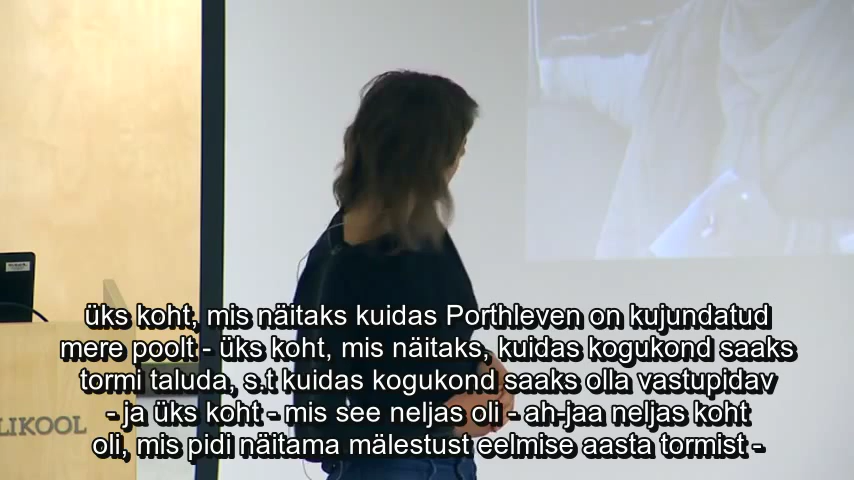 üks koht, mis näitaks kuidas Porthleven on kujundatud
mere poolt - üks koht, mis näitaks, kuidas kogukond saaks
tormi taluda, s.t kuidas kogukond saaks olla vastupidav
- ja üks koht - mis see neljas oli - ah-jaa neljas koht
LIKOOL
oli, mis pidi näitama mälestust eelmise aasta tormist -